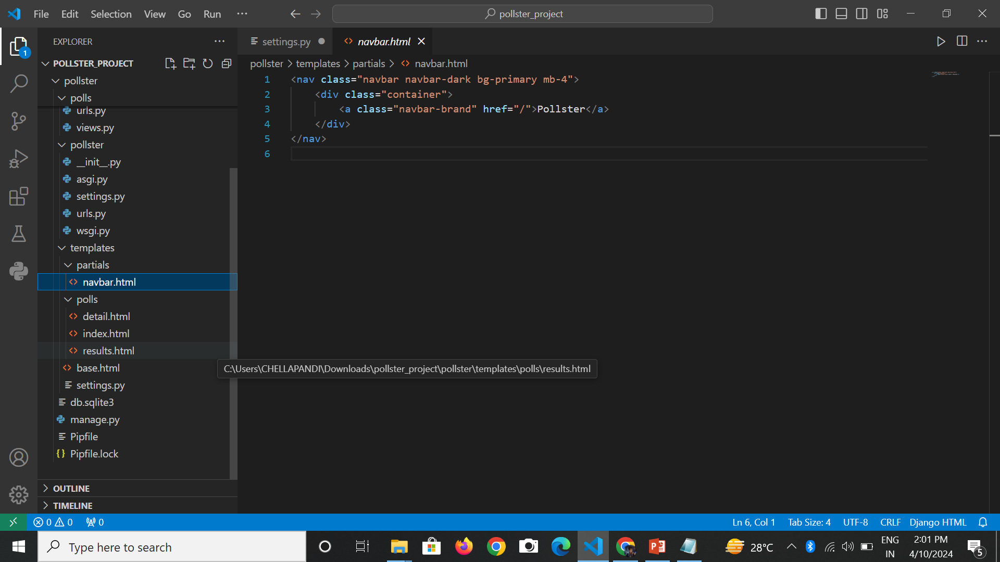 File Edit Selection View Go Run ···
pollster_project
EXPLORER
POLLSTER_PROJECT
pollster
polls
urls.py
views.py
pollster
__init__.py
asgi.py
settings.py
urls.py
wsgi.py
templates
partials
navbar.html
polls
detail.html
index.html
results.html
base.html
settings.py
db.sqlite3
manage.py
Pipfile
Pipfile.lock
OUTLINE
TIMELINE
1
settings.py
navbar.html
pollster > templates > partials > navbar.html
1 <nav class="navbar navbar-dark bg-primary mb-4">
2 <div class="container">
3 <a class="navbar-brand" href="/">Pollster</a>
4 </div>
5 </nav>
6
C:\Users\CHELLAPANDI\Downloads\pollster_project\pollster\templates\polls\results.html
0 0 0
Ln 6, Col 1 Tab Size: 4 UTF-8 CRLF Django HTML
Type here to search
28°C
ENG
IN
2:01 PM
4/10/2024
5